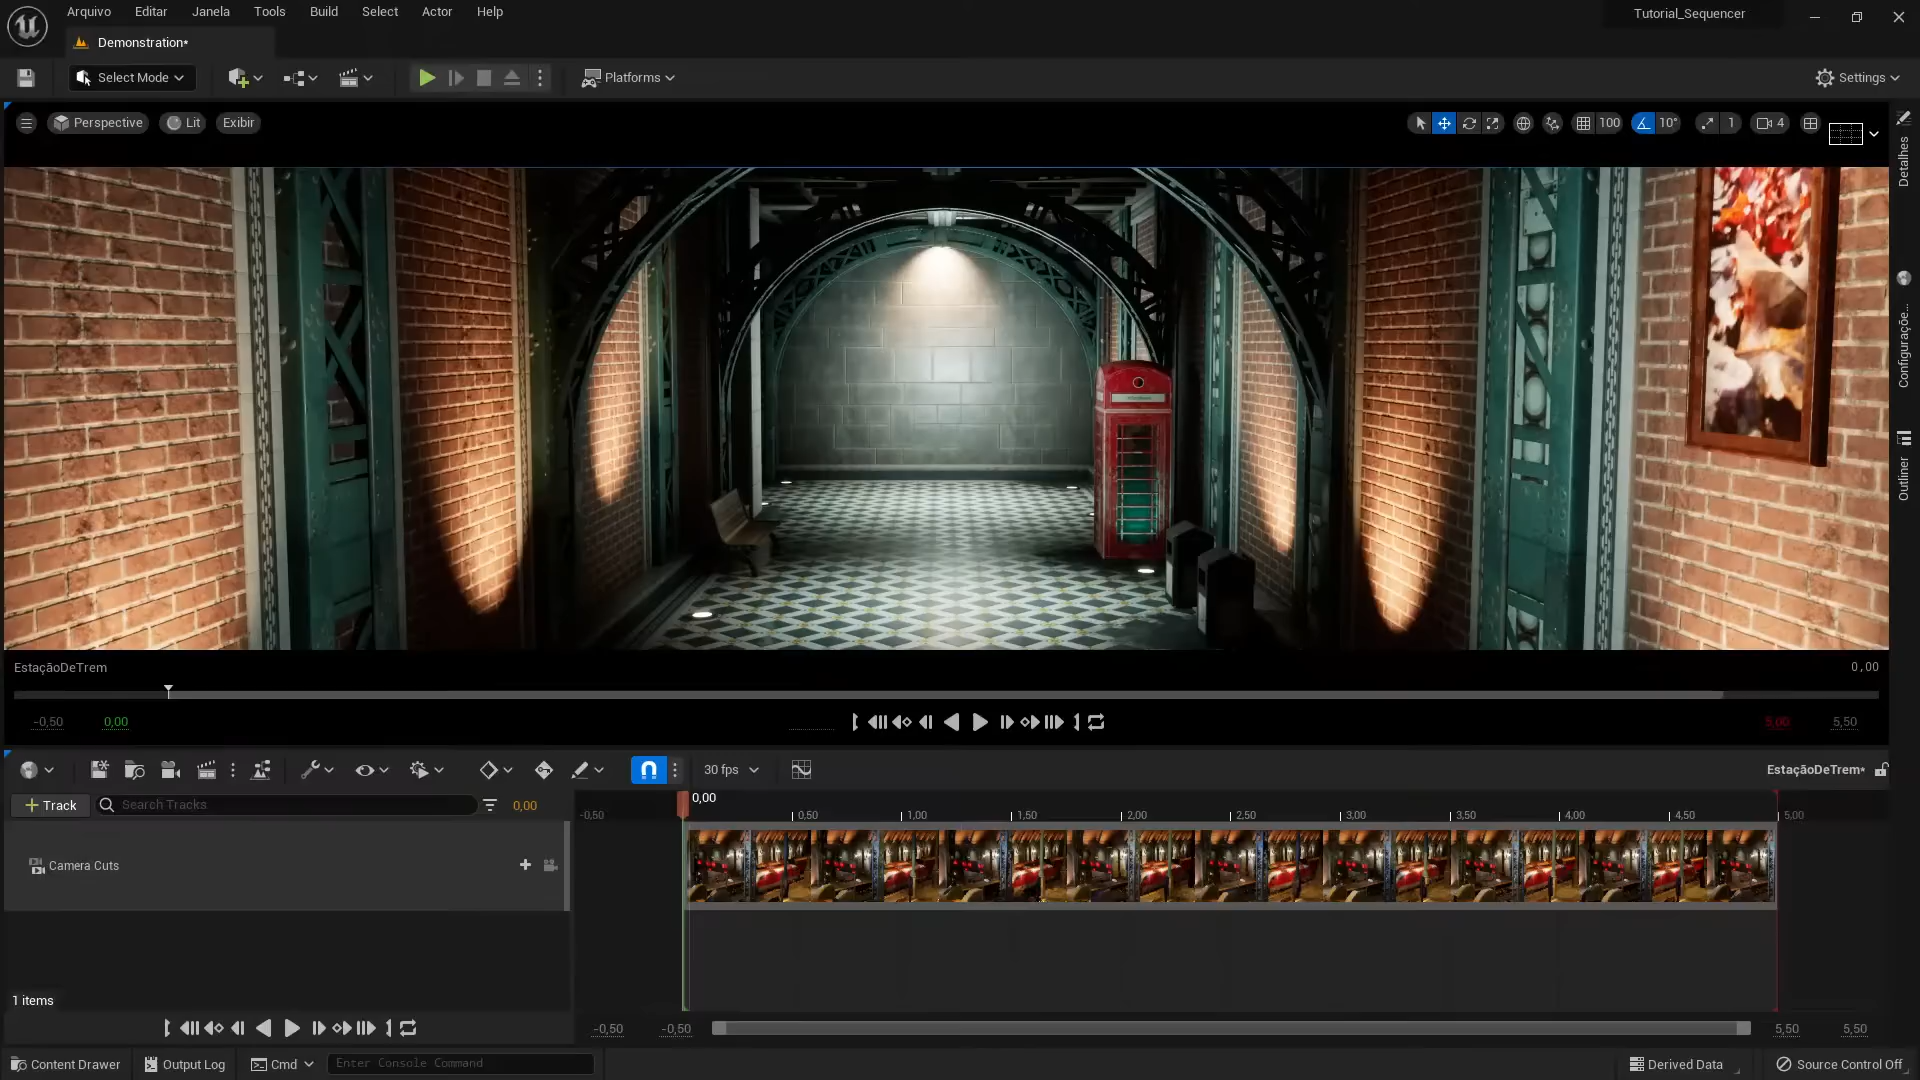 Arquivo Editar Janela Tools Build Select Actor Help
Tutorial_Sequencer
Demonstration*
Select Mode
Platforms
Settings
Perspective Lit Exibir
100 10° 1 4
Detalhes
Configuraçõe...
Outliner
EstaçãoDeTrem
0,00
-0,50 0,00
5,00 5,50
30 fps
EstaçãoDeTrem*
Track
Search Tracks
0,00
0,00
-0,50 0,50 1,00 1,50 2,00 2,50 3,00 3,50 4,00 4,50 5,00
Camera Cuts
1 items
-0,50 -0,50 5,50 5,50
Content Drawer Output Log Cmd Enter Console Command
Derived Data Source Control Off